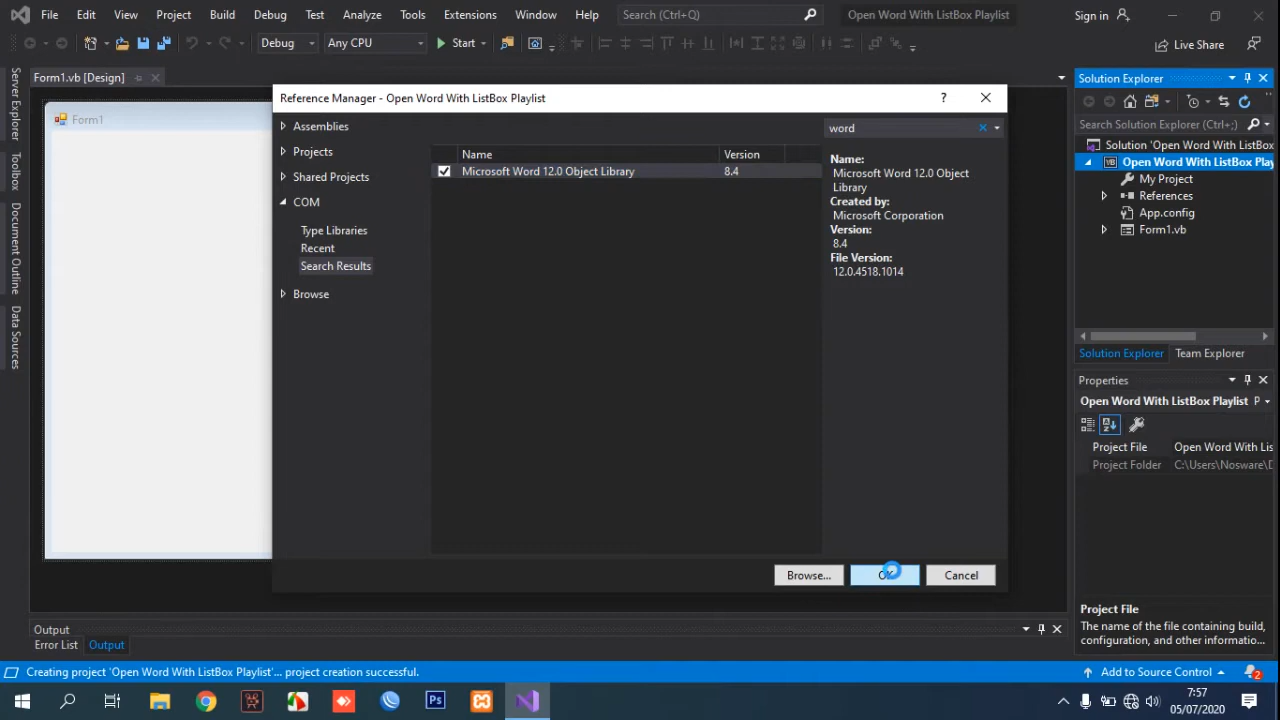 File Edit View Project Build Debug Test Analyze Tools Extensions Window Help Search (Ctrl+Q) Open Word With ListBox Playlist Sign in
Debug Any CPU Start Live Share
Form1.vb [Design]
Server Explorer
Toolbox
Document Outline
Data Sources
Form1
Reference Manager - Open Word With ListBox Playlist ?
Assemblies
Projects
Shared Projects
COM
Type Libraries
Recent
Search Results
Browse
Name Version
Microsoft Word 12.0 Object Library 8.4
word
Name:
Microsoft Word 12.0 Object
Library
Created by:
Microsoft Corporation
Version:
8.4
File Version:
12.0.4518.1014
Browse... Cancel
Solution Explorer
Search Solution Explorer (Ctrl+;)
Solution 'Open Word With ListBox
VB Open Word With ListBox Play
My Project
References
App.config
Form1.vb
Solution Explorer Team Explorer
Properties
Open Word With ListBox Playlist P
Project File Open Word With Lis
Project Folder C:\Users\Nosware\D
Project File
The name of the file containing build, configuration, and other informatio...
Output
Error List Output
Creating project 'Open Word With ListBox Playlist'... project creation successful. Add to Source Control 2
Ps 7:57
05/07/2020